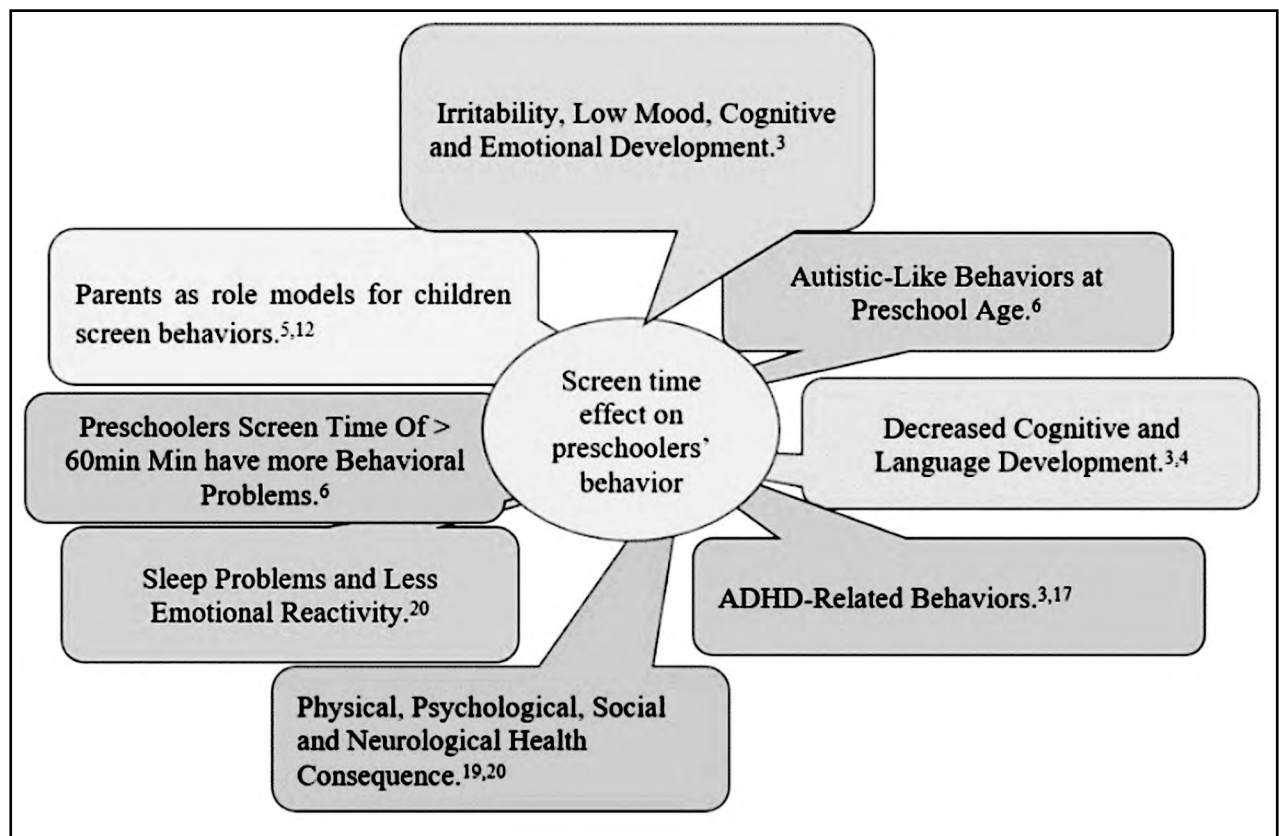 Irritability, Low Mood, Cognitive
and Emotional Development.3
Parents as role models for children
screen behaviors.5,12
Autistic-Like Behaviors at
Preschool Age.6
Screen time
effect on
preschoolers’
behavior
Preschoolers Screen Time Of >
60min Min have more Behavioral
Problems.6
Decreased Cognitive and
Language Development.3,4
Sleep Problems and Less
Emotional Reactivity.20
ADHD-Related Behaviors.3,17
Physical, Psychological, Social
and Neurological Health
Consequence.19,20